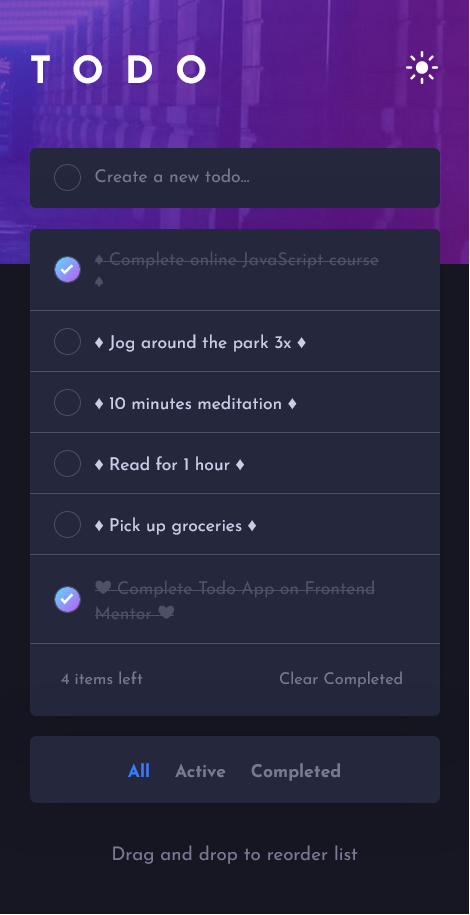 TODO
Create a new todo...
♦ Complete online JavaScript course
♦
♦ Jog around the park 3x ♦
♦ 10 minutes meditation ♦
♦ Read for 1 hour ♦
♦ Pick up groceries ♦
♥ Complete Todo App on Frontend
Mentor ♥
4 items left Clear Completed
All Active Completed
Drag and drop to reorder list